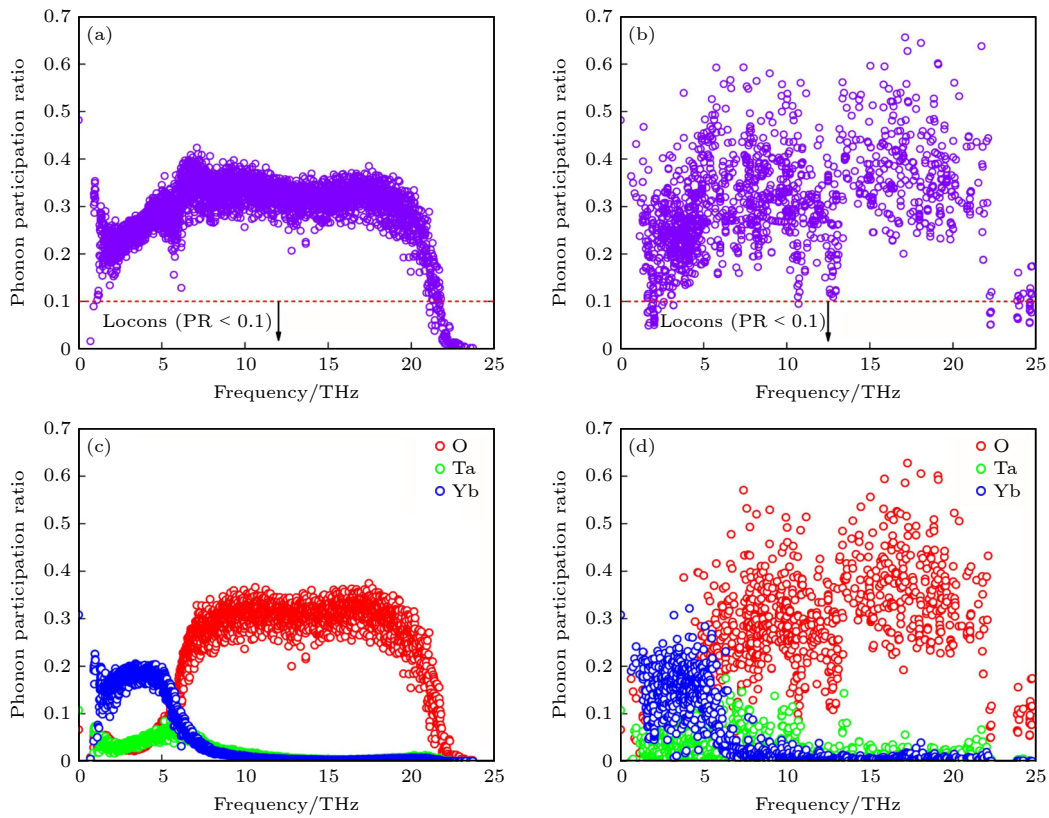 (a)
Phonon participation ratio
0.7
0.6
0.5
0.4
0.3
0.2
0.1
0
Locons (PR < 0.1)
0 5 10 15 20 25
Frequency/THz
(b)
Phonon participation ratio
0.7
0.6
0.5
0.4
0.3
0.2
0.1
0
Locons (PR < 0.1)
0 5 10 15 20 25
Frequency/THz
(c)
Phonon participation ratio
0.7
0.6
0.5
0.4
0.3
0.2
0.1
0
O
Ta
Yb
0 5 10 15 20 25
Frequency/THz
(d)
Phonon participation ratio
0.7
0.6
0.5
0.4
0.3
0.2
0.1
0
O
Ta
Yb
0 5 10 15 20 25
Frequency/THz